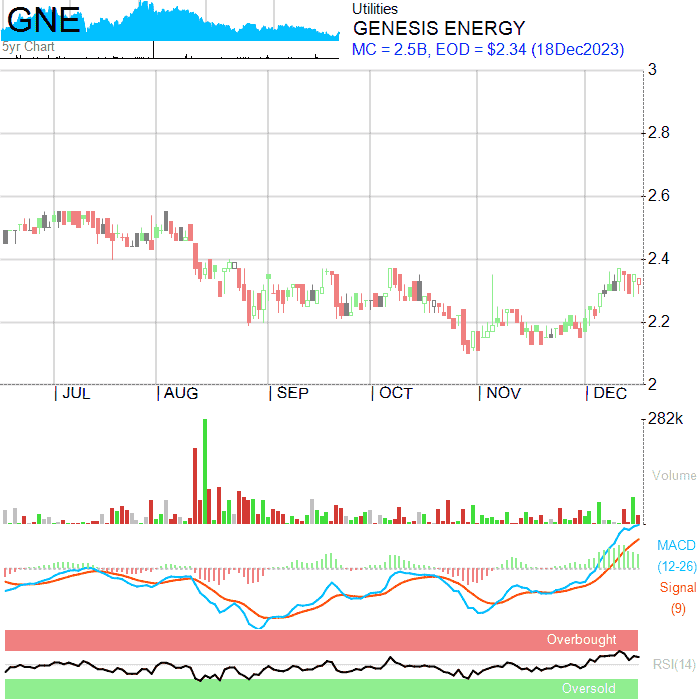 GNE
5yr Chart
Utilities
GENESIS ENERGY
MC = 2.5B, EOD = $2.34 (18Dec2023)
3
2.8
2.6
2.4
2.2
2
JUL AUG SEP OCT NOV DEC
282k
Volume
MACD
(12-26)
Signal
(9)
Overbought
RSI(14)
Oversold